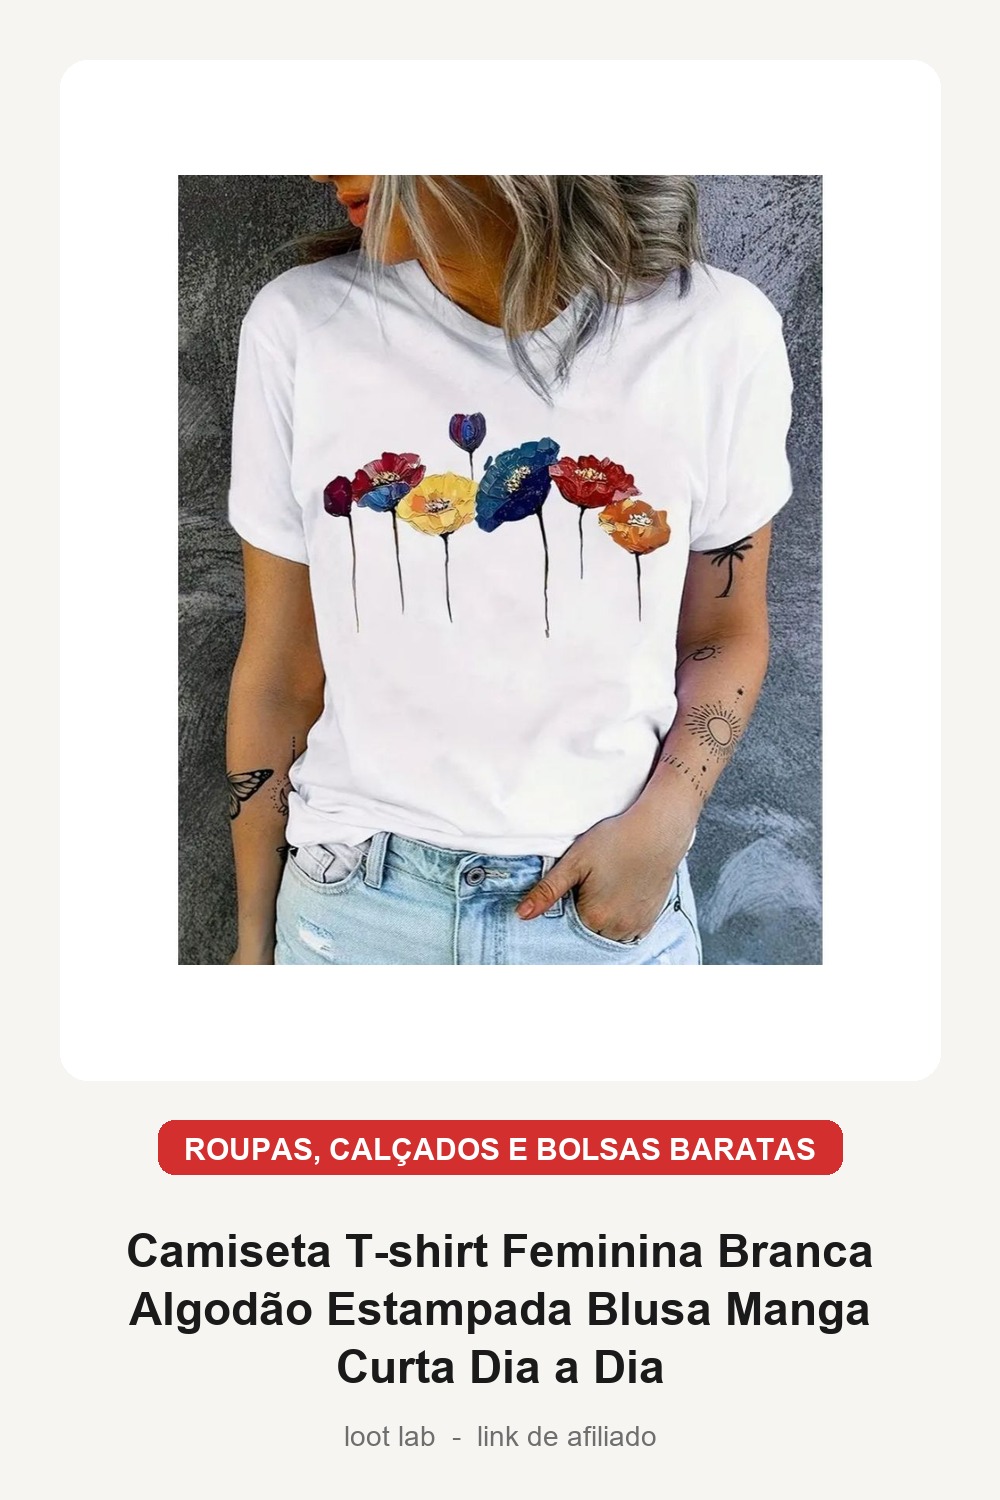 ROUPAS, CALÇADOS E BOLSAS BARATAS
Camiseta T-shirt Feminina Branca
Algodão Estampada Blusa Manga
Curta Dia a Dia
loot lab - link de afiliado